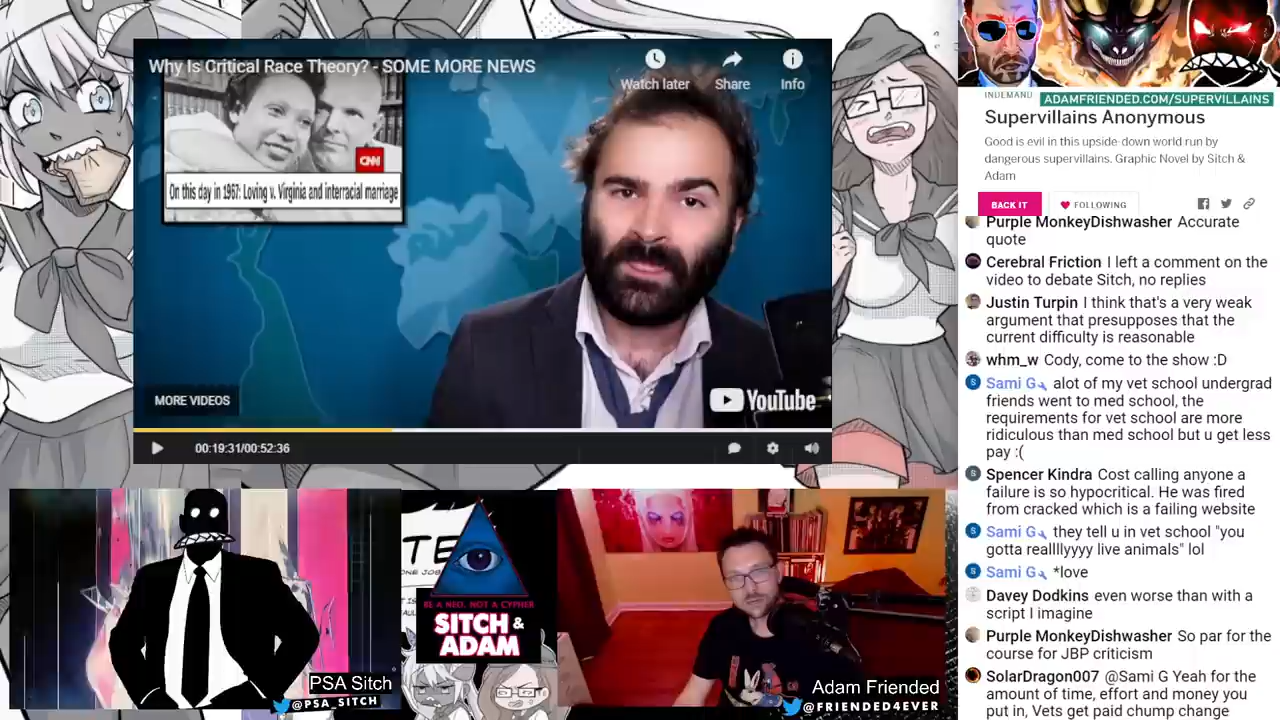 Why Is Critical Race Theory? - SOME MORE NEWS
Watch later
Share
Info
CNN
On this day in 1967: Loving v. Virginia and interracial marriage
MORE VIDEOS
YouTube
00:19:31/00:52:36
INDEMAND
ADAMFRIENDED.COM/SUPERVILLAINS
Supervillains Anonymous
Good is evil in this upside-down world run by
dangerous supervillains. Graphic Novel by Sitch &
Adam
BACK IT
FOLLOWING
Purple MonkeyDishwasher Accurate
quote
Cerebral Friction I left a comment on the
video to debate Sitch, no replies
Justin Turpin I think that's a very weak
argument that presupposes that the
current difficulty is reasonable
whm_w Cody, come to the show :D
Sami G alot of my vet school undergrad
friends went to med school, the
requirements for vet school are more
ridiculous than med school but u get less
pay :(
Spencer Kindra Cost calling anyone a
failure is so hypocritical. He was fired
from cracked which is a failing website
Sami G they tell u in vet school "you
gotta reallllyyyy live animals" lol
Sami G *love
Davey Dodkins even worse than with a
script I imagine
Purple MonkeyDishwasher So par for the
course for JBP criticism
SolarDragon007 @Sami G Yeah for the
amount of time, effort and money you
put in, Vets get paid chump change
BE A NEO, NOT A CYPHER
SITCH &
ADAM
PSA Sitch
@PSA_SITCH
Adam Friended
@FRIENDED4EVER